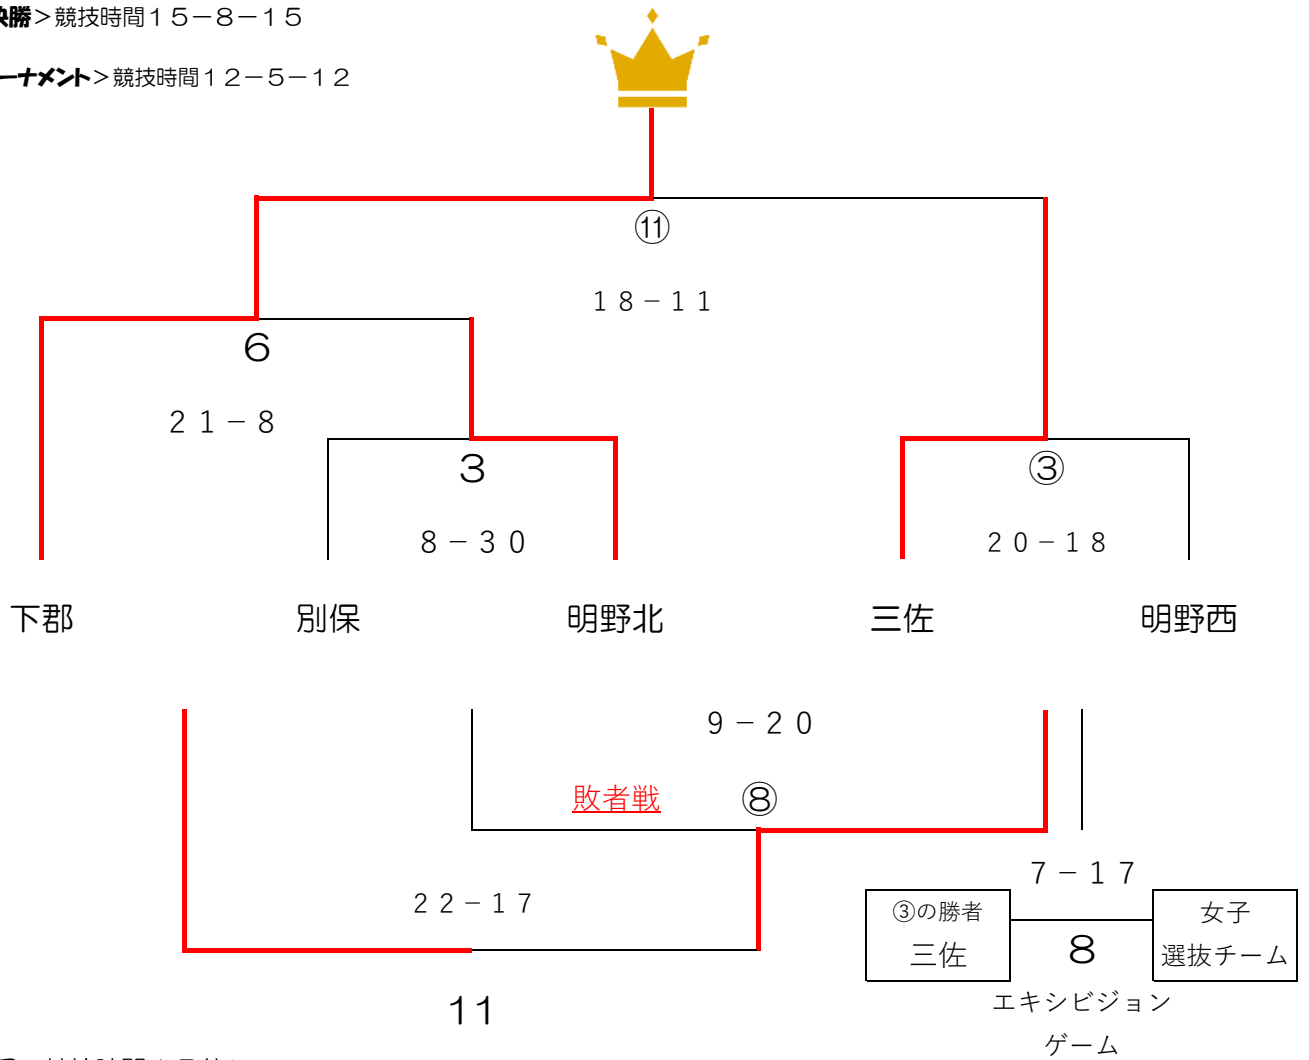 決勝＞競技時間１５－８－１５
ーナメント＞競技時間１２－５－１２
⑪
１８－１１
６
２１－８
３
③
８－３０
２０－１８
下郡 別保 明野北 三佐 明野西
９－２０
敗者戦 ⑧
７－１７
２２－１７
③の勝者 女子
三佐 ８ 選抜チーム
エキシビジョン
11
ゲーム